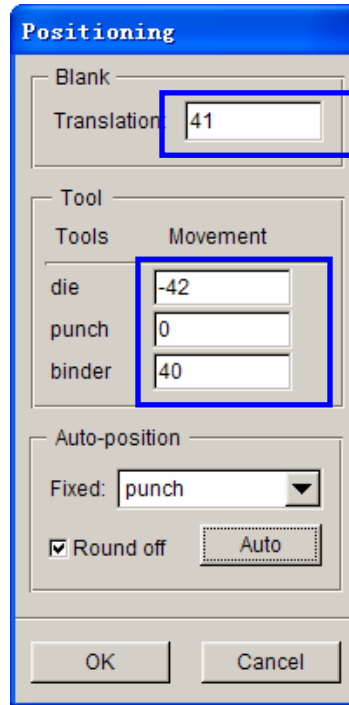 Positioning
Blank
Translation: 41
Tool
Tools Movement
die -42
punch 0
binder 40
Auto-position
Fixed: punch
Round off Auto
OK Cancel